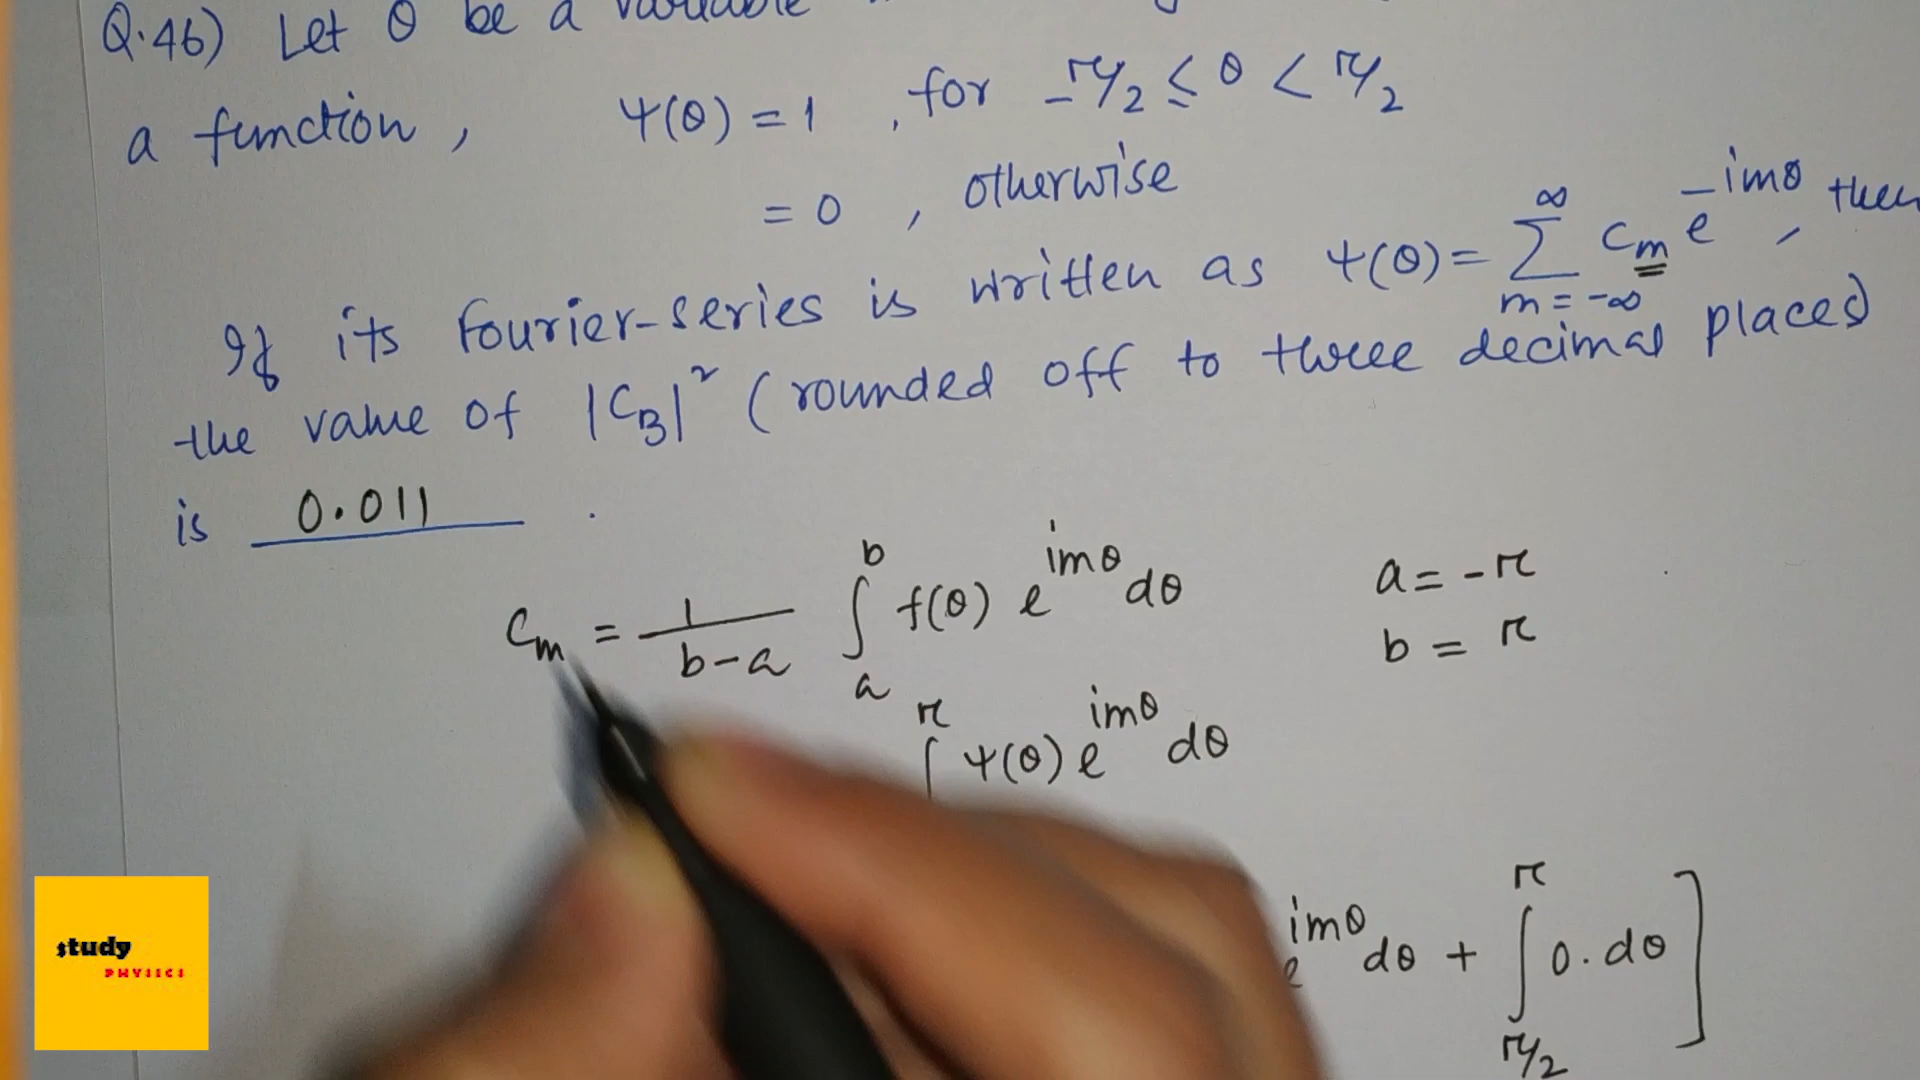 Q.46) Let θ be a variable
a function, ψ(θ) = 1 , for -π/2 ≤ θ < π/2
= 0 , otherwise
If its Fourier-series is written as ψ(θ) = ∑_{m=-∞}^{∞} C_m e^{-imθ}, then
the value of |C_3|² (rounded off to three decimal places)
is 0.011 .
C_m = 1/(b-a) ∫_a^b f(θ) e^{imθ} dθ
a = -π
b = π
∫^π ψ(θ) e^{imθ} dθ
e^{imθ} dθ + ∫_{π/2}^π 0. dθ ]
study
PHYSICS